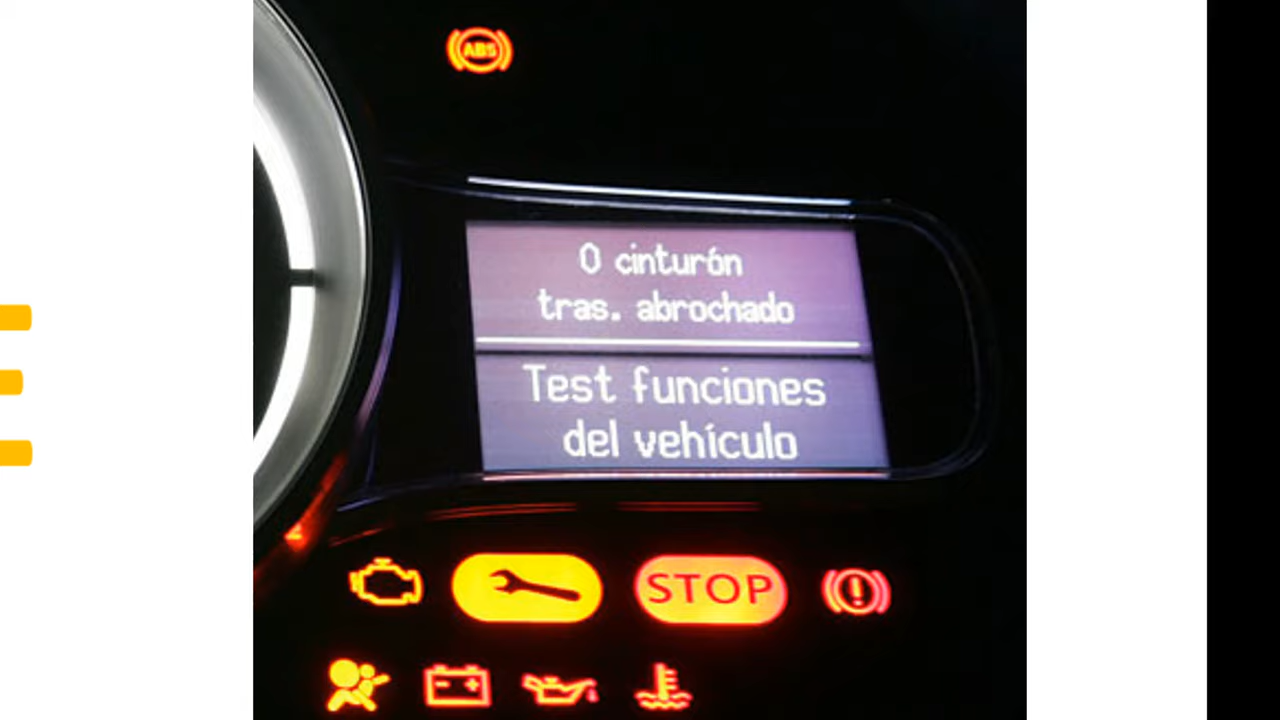 ABS
0 cinturón
tras. abrochado
Test funciones
del vehículo
STOP